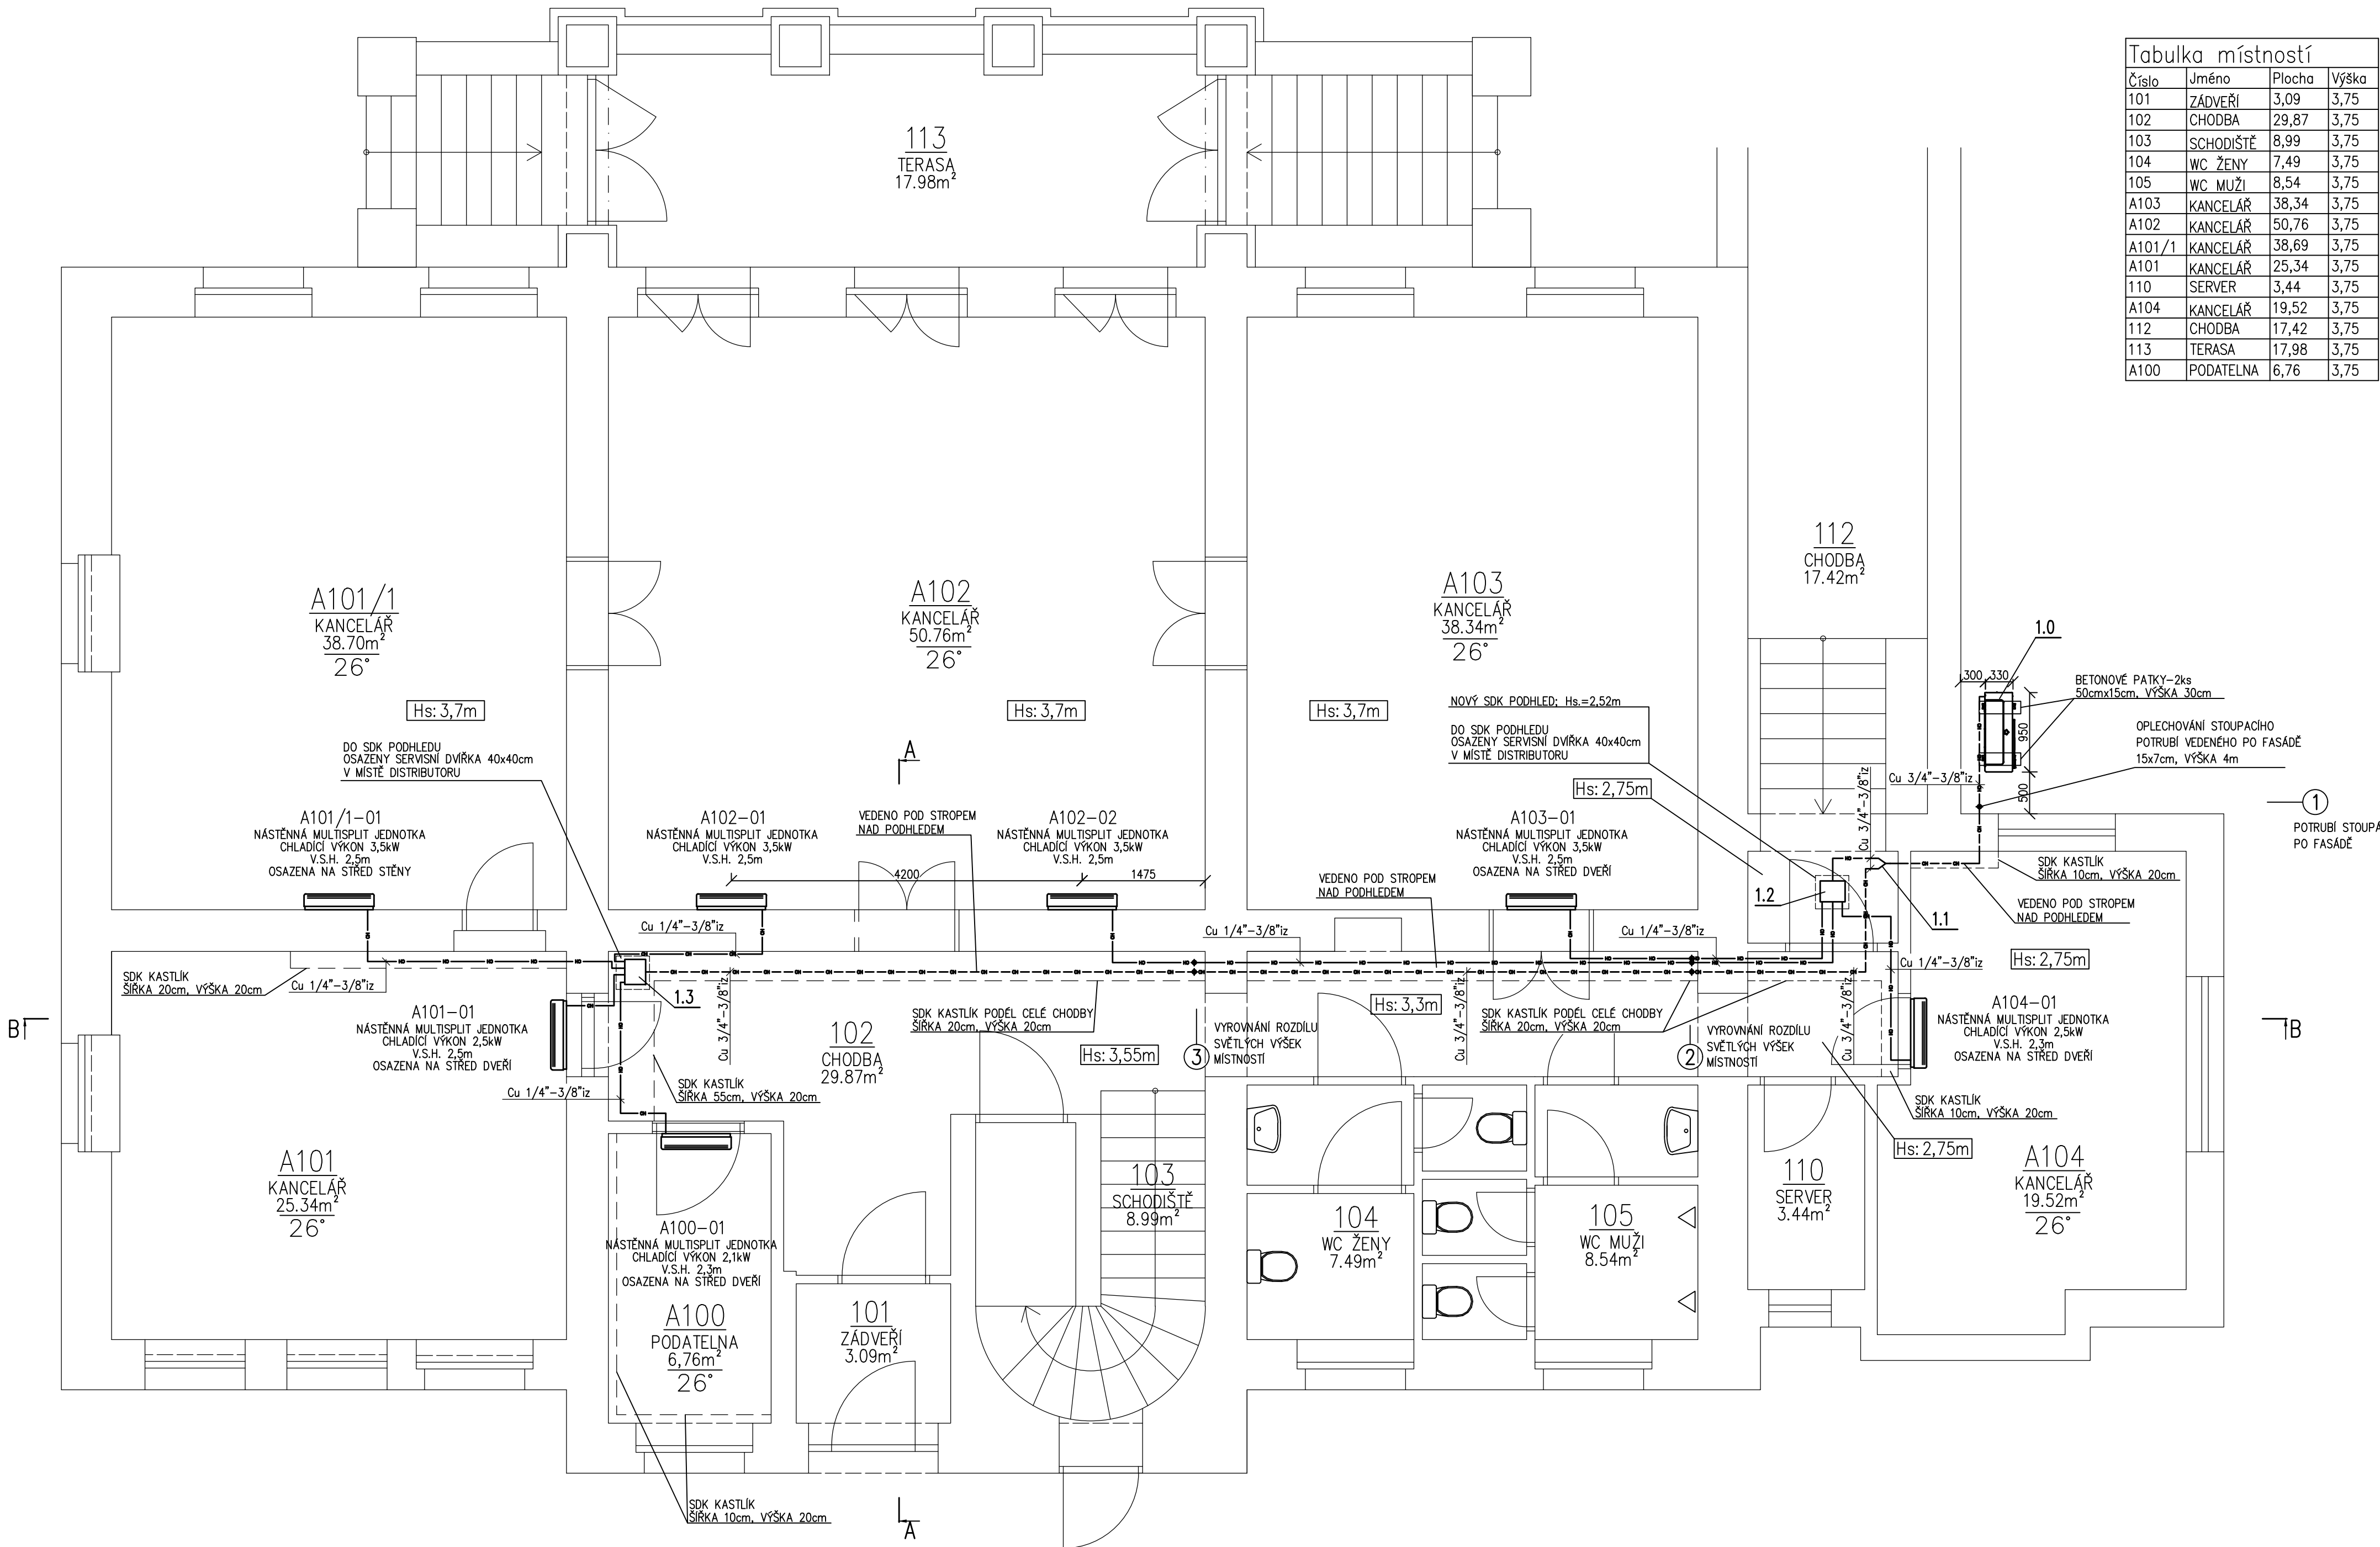 Tabulka místností
Číslo Jméno Plocha Výška
101 ZÁDVEŘÍ 3,09 3,75
102 CHODBA 29,87 3,75
103 SCHODIŠTĚ 8,99 3,75
104 WC ŽENY 7,49 3,75
105 WC MUŽI 8,54 3,75
A103 KANCELÁŘ 38,34 3,75
A102 KANCELÁŘ 50,76 3,75
A101/1 KANCELÁŘ 38,69 3,75
A101 KANCELÁŘ 25,34 3,75
110 SERVER 3,44 3,75
A104 KANCELÁŘ 19,52 3,75
112 CHODBA 17,42 3,75
113 TERASA 17,98 3,75
A100 PODATELNA 6,76 3,75
113
TERASA
17.98m²
A101/1
KANCELÁŘ
38.70m²
26°
Hs: 3,7m
A102
KANCELÁŘ
50.76m²
26°
Hs: 3,7m
A103
KANCELÁŘ
38.34m²
26°
Hs: 3,7m
112
CHODBA
17.42m²
1.0
300 330
950
500
BETONOVÉ PATKY-2ks
50cmx15cm, VÝŠKA 30cm
OPLECHOVÁNÍ STOUPACÍHO
POTRUBÍ VEDENÉHO PO FASÁDĚ
15x7cm, VÝŠKA 4m
Cu 3/4"-3/8"iz
1
POTRUBÍ STOUPÁ
PO FASÁDĚ
NOVÝ SDK PODHLED; Hs.=2,52m
DO SDK PODHLEDU
OSAZENY SERVISNÍ DVÍŘKA 40x40cm
V MÍSTĚ DISTRIBUTORU
Hs: 2,75m
Cu 3/4"-3/8"iz
DO SDK PODHLEDU
OSAZENY SERVISNÍ DVÍŘKA 40x40cm
V MÍSTĚ DISTRIBUTORU
A
A101/1-01
NÁSTĚNNÁ MULTISPLIT JEDNOTKA
CHLADÍCÍ VÝKON 3,5kW
V.S.H. 2,5m
OSAZENA NA STŘED STĚNY
A102-01
NÁSTĚNNÁ MULTISPLIT JEDNOTKA
CHLADÍCÍ VÝKON 3,5kW
V.S.H. 2,5m
VEDENO POD STROPEM
NAD PODHLEDEM
A102-02
NÁSTĚNNÁ MULTISPLIT JEDNOTKA
CHLADÍCÍ VÝKON 3,5kW
V.S.H. 2,5m
4200
1475
A103-01
NÁSTĚNNÁ MULTISPLIT JEDNOTKA
CHLADÍCÍ VÝKON 3,5kW
V.S.H. 2,5m
OSAZENA NA STŘED DVEŘÍ
VEDENO POD STROPEM
NAD PODHLEDEM
1.2
1.1
SDK KASTLÍK
ŠÍŘKA 10cm, VÝŠKA 20cm
VEDENO POD STROPEM
NAD PODHLEDEM
Cu 1/4"-3/8"iz
Cu 1/4"-3/8"iz
Cu 1/4"-3/8"iz
Cu 1/4"-3/8"iz
Hs: 2,75m
SDK KASTLÍK
ŠÍŘKA 20cm, VÝŠKA 20cm
Cu 1/4"-3/8"iz
1.3
Cu 3/4"-3/8"iz
Cu 3/4"-3/8"iz
Cu 3/4"-3/8"iz
A101-01
NÁSTĚNNÁ MULTISPLIT JEDNOTKA
CHLADÍCÍ VÝKON 2,5kW
V.S.H. 2,5m
OSAZENA NA STŘED DVEŘÍ
Cu 1/4"-3/8"iz
102
CHODBA
29.87m²
SDK KASTLÍK PODÉL CELÉ CHODBY
ŠÍŘKA 20cm, VÝŠKA 20cm
Hs: 3,55m
3
VYROVNÁNÍ ROZDÍLU
SVĚTLÝCH VÝŠEK
MÍSTNOSTÍ
Hs: 3,3m
SDK KASTLÍK PODÉL CELÉ CHODBY
ŠÍŘKA 20cm, VÝŠKA 20cm
2
VYROVNÁNÍ ROZDÍLU
SVĚTLÝCH VÝŠEK
MÍSTNOSTÍ
A104-01
NÁSTĚNNÁ MULTISPLIT JEDNOTKA
CHLADÍCÍ VÝKON 2,5kW
V.S.H. 2,3m
OSAZENA NA STŘED DVEŘÍ
B
B
SDK KASTLÍK
ŠÍŘKA 55cm, VÝŠKA 20cm
SDK KASTLÍK
ŠÍŘKA 10cm, VÝŠKA 20cm
Hs: 2,75m
A101
KANCELÁŘ
25.34m²
26°
A100-01
NÁSTĚNNÁ MULTISPLIT JEDNOTKA
CHLADÍCÍ VÝKON 2,1kW
V.S.H. 2,3m
OSAZENA NA STŘED DVEŘÍ
A100
PODATELNA
6,76m²
26°
101
ZÁDVEŘÍ
3.09m²
103
SCHODIŠTĚ
8.99m²
104
WC ŽENY
7.49m²
105
WC MUŽI
8.54m²
110
SERVER
3.44m²
A104
KANCELÁŘ
19.52m²
26°
SDK KASTLÍK
ŠÍŘKA 10cm, VÝŠKA 20cm
A